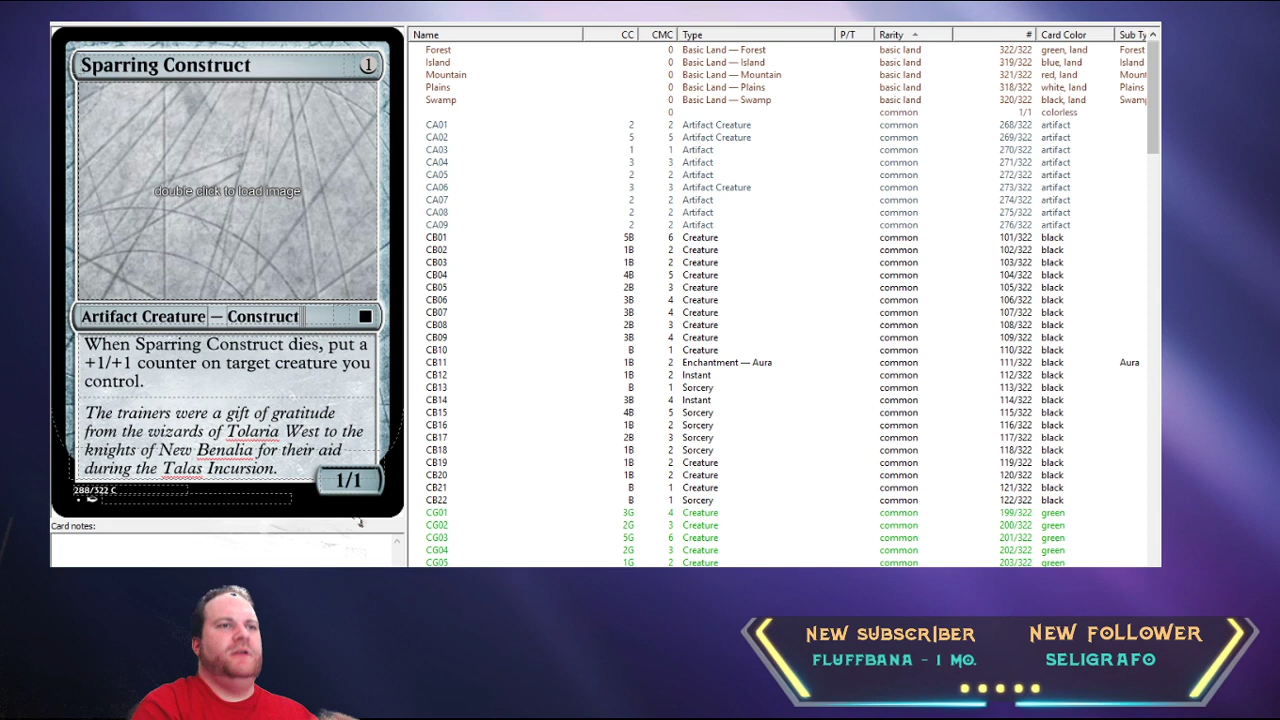 Sparring Construct 1
double click to load image
Artifact Creature — Construct
When Sparring Construct dies, put a
+1/+1 counter on target creature you
control.
The trainers were a gift of gratitude
from the wizards of Tolaria West to the
knights of New Benalia for their aid
during the Talas Incursion.
1/1
288/322 C
Card notes:
Name CC CMC Type P/T Rarity # Card Color Sub Ty
Forest 0 Basic Land — Forest basic land 322/322 green, land Forest
Island 0 Basic Land — Island basic land 319/322 blue, land Island
Mountain 0 Basic Land — Mountain basic land 321/322 red, land Mount
Plains 0 Basic Land — Plains basic land 318/322 white, land Plains
Swamp 0 Basic Land — Swamp basic land 320/322 black, land Swamp
0 common 1/1 colorless
CA01 2 2 Artifact Creature common 268/322 artifact
CA02 5 5 Artifact Creature common 269/322 artifact
CA03 1 1 Artifact common 270/322 artifact
CA04 3 3 Artifact common 271/322 artifact
CA05 2 2 Artifact common 272/322 artifact
CA06 3 3 Artifact Creature common 273/322 artifact
CA07 2 2 Artifact common 274/322 artifact
CA08 2 2 Artifact common 275/322 artifact
CA09 2 2 Artifact common 276/322 artifact
CB01 5B 6 Creature common 101/322 black
CB02 1B 2 Creature common 102/322 black
CB03 1B 2 Creature common 103/322 black
CB04 4B 5 Creature common 104/322 black
CB05 2B 3 Creature common 105/322 black
CB06 3B 4 Creature common 106/322 black
CB07 3B 4 Creature common 107/322 black
CB08 2B 3 Creature common 108/322 black
CB09 3B 4 Creature common 109/322 black
CB10 B 1 Creature common 110/322 black
CB11 1B 2 Enchantment — Aura common 111/322 black Aura
CB12 1B 2 Instant common 112/322 black
CB13 B 1 Sorcery common 113/322 black
CB14 3B 4 Instant common 114/322 black
CB15 4B 5 Sorcery common 115/322 black
CB16 1B 2 Sorcery common 116/322 black
CB17 2B 3 Sorcery common 117/322 black
CB18 1B 2 Sorcery common 118/322 black
CB19 1B 2 Creature common 119/322 black
CB20 1B 2 Creature common 120/322 black
CB21 B 1 Creature common 121/322 black
CB22 B 1 Sorcery common 122/322 black
CG01 3G 4 Creature common 199/322 green
CG02 2G 3 Creature common 200/322 green
CG03 5G 6 Creature common 201/322 green
CG04 2G 3 Creature common 202/322 green
CG05 1G 2 Creature common 203/322 green
NEW SUBSCRIBER
FLUFFBANA - 1 MO.
NEW FOLLOWER
SELIGRAFO